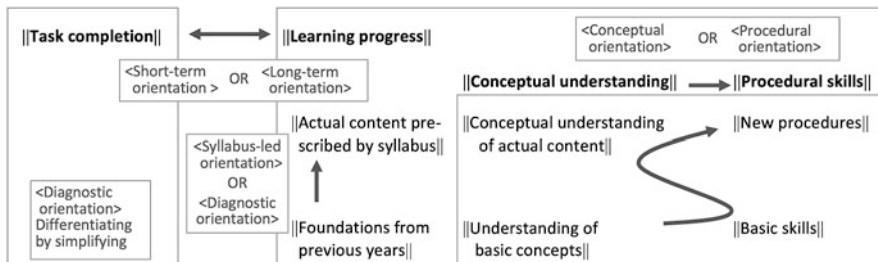 ||Task completion||
||Learning progress||
<Conceptual orientation>
OR
<Procedural orientation>
<Short-term orientation >
OR
<Long-term orientation>
||Conceptual understanding||
||Procedural skills||
<Syllabus-led orientation>
OR
<Diagnostic orientation>
||Actual content pre-
scribed by syllabus||
||Conceptual understanding
of actual content||
||New procedures||
<Diagnostic
orientation>
Differentiating
by simplifying
||Foundations from
previous years||
||Understanding of
basic concepts||
||Basic skills||